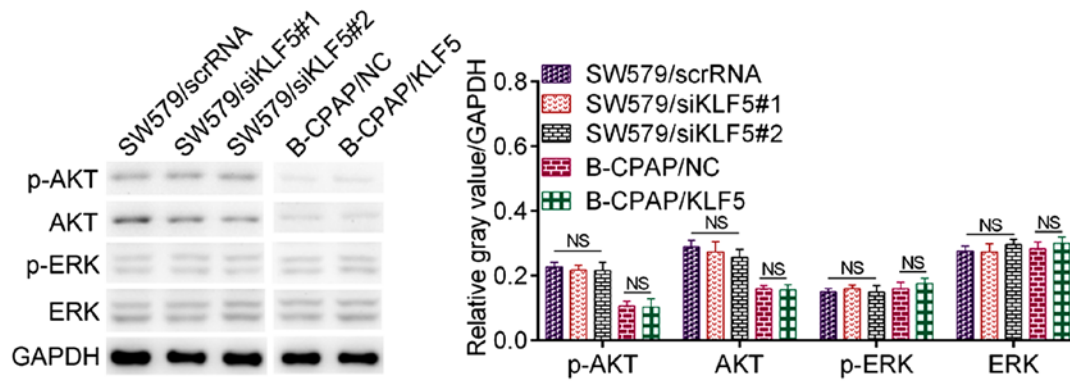 SW579/scrRNA
SW579/siKLF5#1
SW579/siKLF5#2
B-CPAP/NC
B-CPAP/KLF5
p-AKT
AKT
p-ERK
ERK
GAPDH
Relative gray value/GAPDH
0.8
0.6
0.4
0.2
0.0
SW579/scrRNA
SW579/siKLF5#1
SW579/siKLF5#2
B-CPAP/NC
B-CPAP/KLF5
NS
NS
NS
NS
NS
NS
NS
NS
p-AKT
AKT
p-ERK
ERK